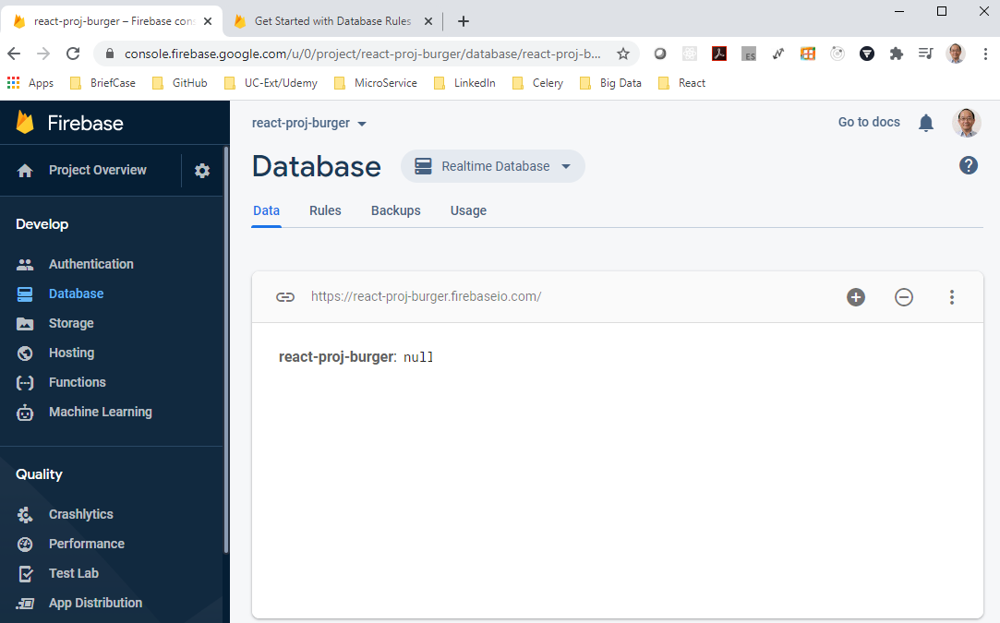 react-proj-burger – Firebase cons
Get Started with Database Rules
console.firebase.google.com/u/0/project/react-proj-burger/database/react-proj-b...
Apps BriefCase GitHub UC-Ext/Udemy MicroService LinkedIn Celery Big Data React
Firebase
react-proj-burger
Go to docs
Project Overview
Database
Realtime Database
Data Rules Backups Usage
Develop
Authentication
Database
Storage
Hosting
Functions
Machine Learning
https://react-proj-burger.firebaseio.com/
react-proj-burger: null
Quality
Crashlytics
Performance
Test Lab
App Distribution
ES